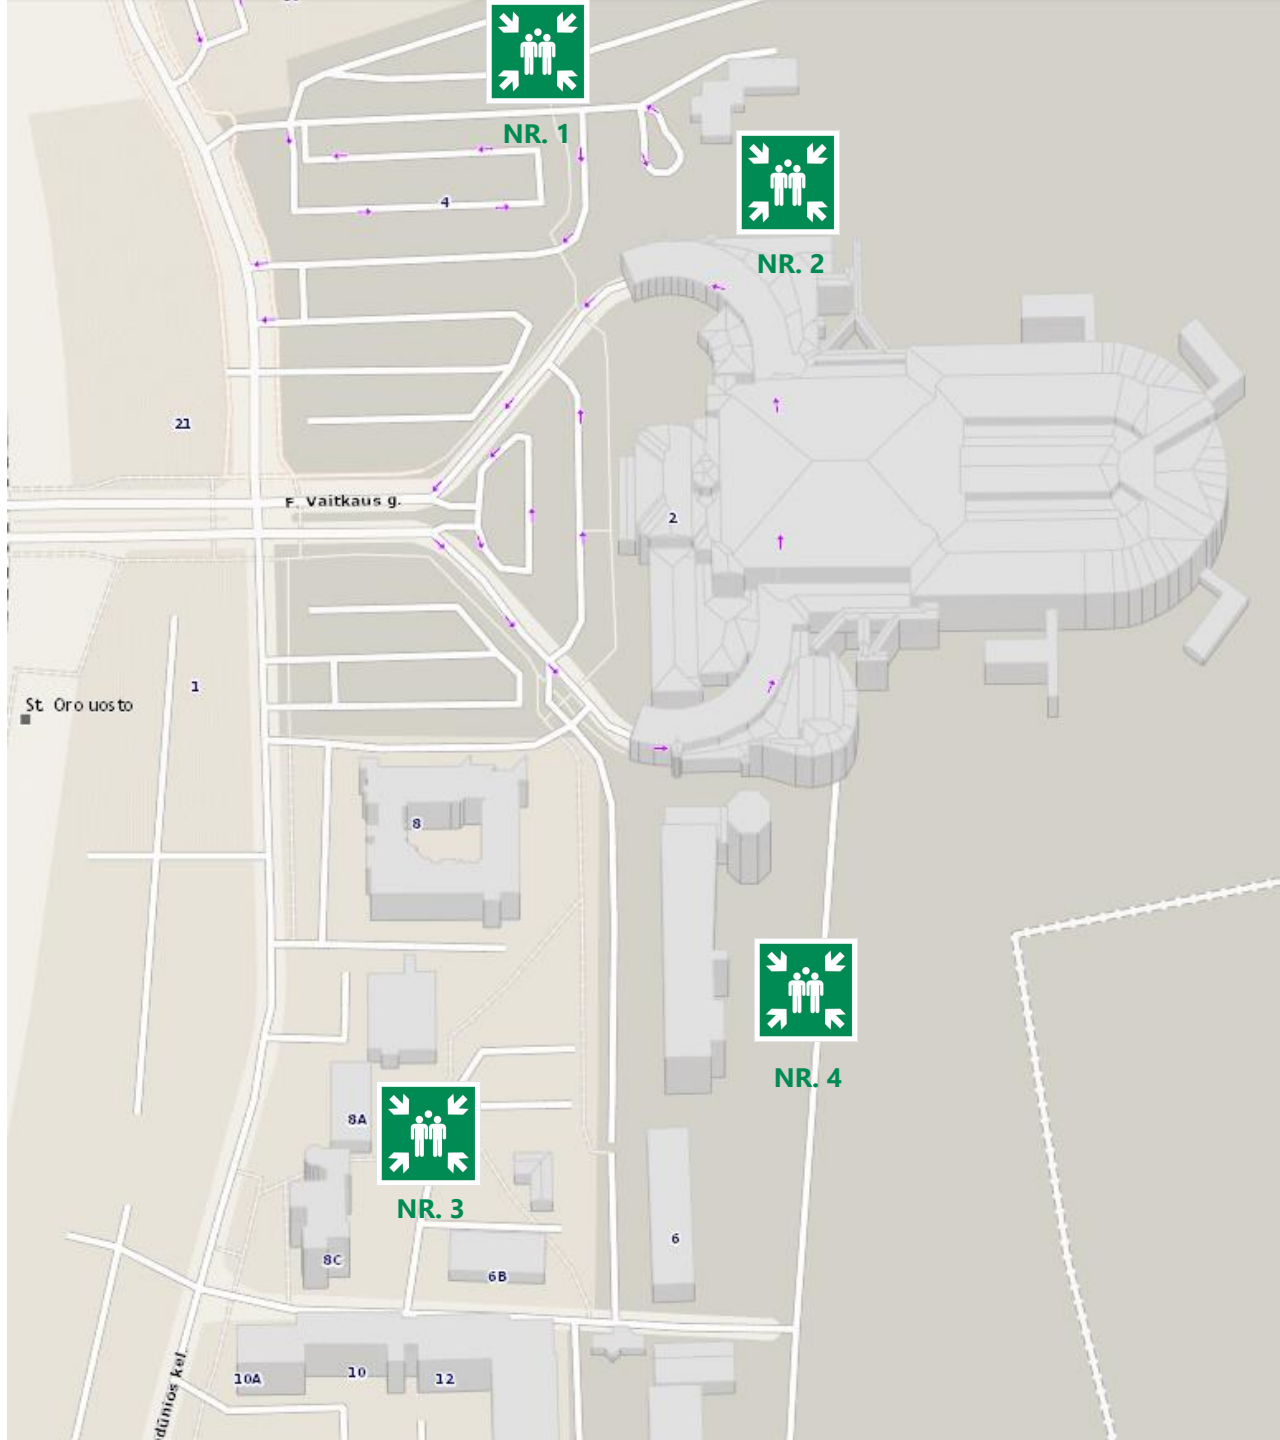 NR. 1
4
NR. 2
21
F. Vaitkaus g.
2
1
St. Oro uosto
8
NR. 4
8A
NR. 3
6
8C
6B
10A
10
12
dūnios kel.